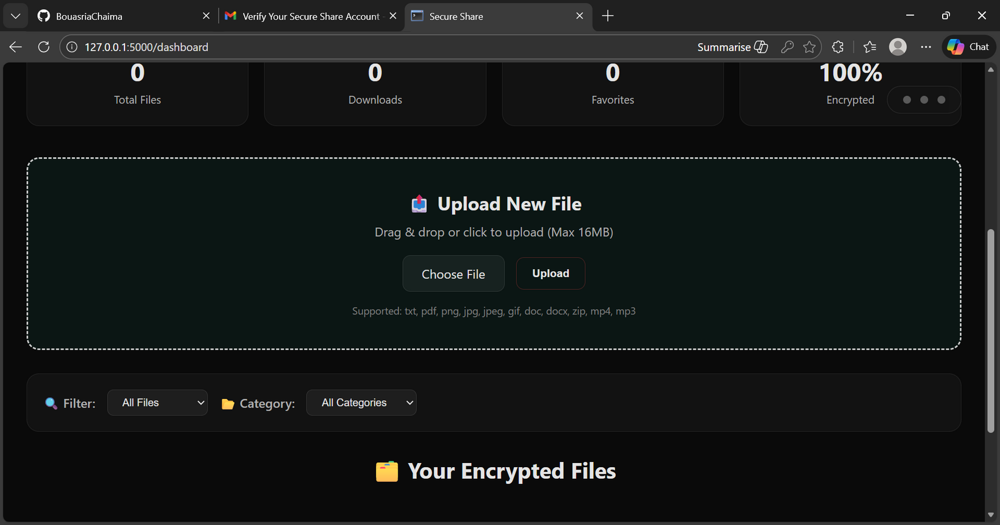 BouasriaChaima
Verify Your Secure Share Account -
Secure Share
127.0.0.1:5000/dashboard
Summarise
Chat
0
Total Files
0
Downloads
0
Favorites
100%
Encrypted
Upload New File
Drag & drop or click to upload (Max 16MB)
Choose File
Upload
Supported: txt, pdf, png, jpg, jpeg, gif, doc, docx, zip, mp4, mp3
Filter:
All Files
Category:
All Categories
Your Encrypted Files